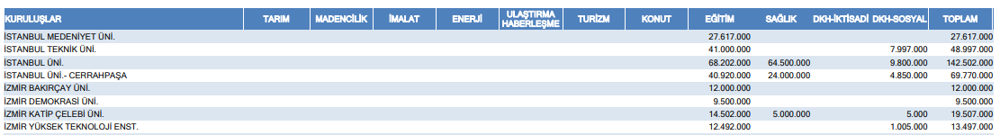 KURULUŞLAR TARIM MADENCİLİK İMALAT ENERJİ ULAŞTIRMA HABERLEŞME TURİZM KONUT EĞİTİM SAĞLIK DKH-İKTİSADİ DKH-SOSYAL TOPLAM
İSTANBUL MEDENİYET ÜNİ. 27.617.000 27.617.000
İSTANBUL TEKNİK ÜNİ. 41.000.000 7.997.000 48.997.000
İSTANBUL ÜNİ. 68.202.000 64.500.000 9.800.000 142.502.000
İSTANBUL ÜNİ.- CERRAHPAŞA 40.920.000 24.000.000 4.850.000 69.770.000
İZMİR BAKIRÇAY ÜNİ. 12.000.000 12.000.000
İZMİR DEMOKRASİ ÜNİ. 9.500.000 9.500.000
İZMİR KATİP ÇELEBİ ÜNİ. 14.502.000 5.000.000 5.000 19.507.000
İZMİR YÜKSEK TEKNOLOJİ ENST. 12.492.000 1.005.000 13.497.000